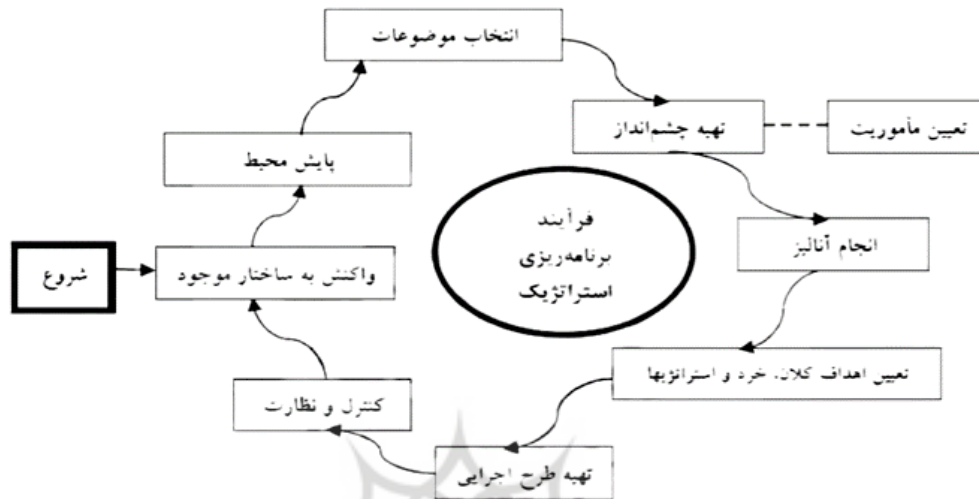 انتخاب موضوعات
تهیه چشم‌انداز
تعیین مأموریت
پایش محیط
فرآیند
برنامه‌ریزی
استراتژیک
انجام آنالیز
شروع
واکنش به ساختار موجود
تعیین اهداف کلان، خرد و استراتژیها
کنترل و نظارت
تهیه طرح اجرایی